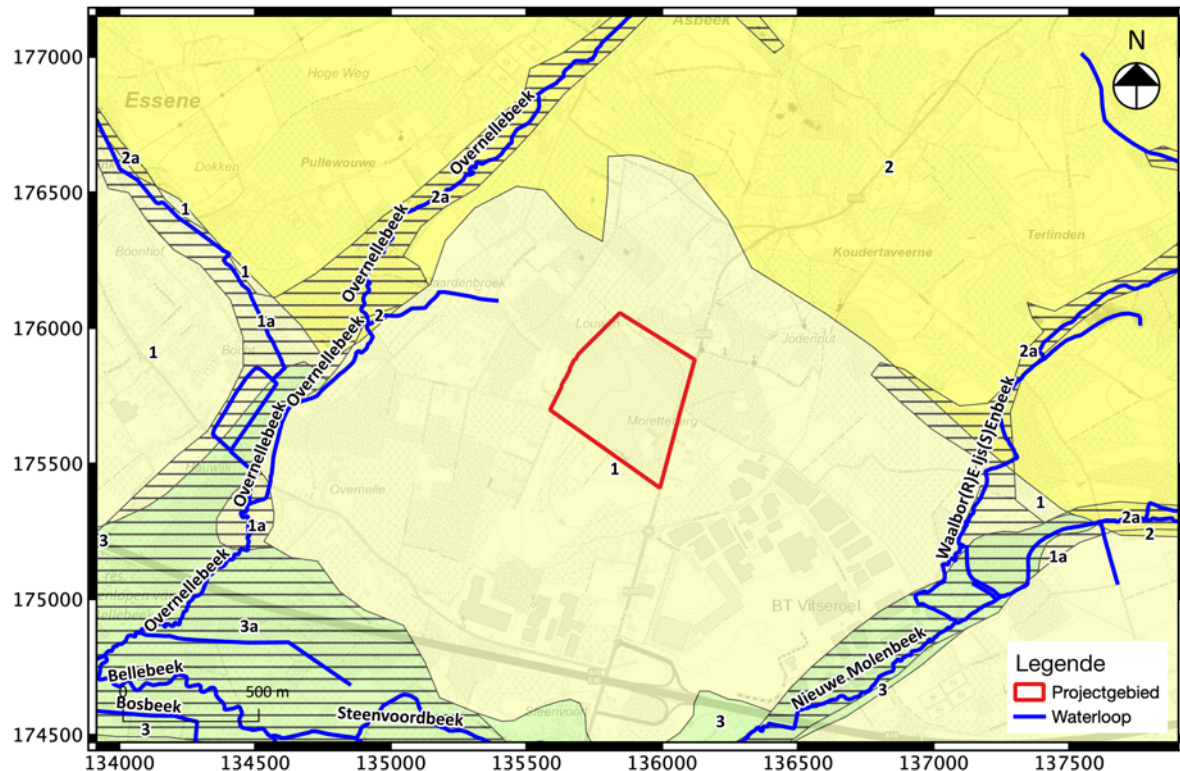 177000
176500
176000
175500
175000
174500
134000
134500
135000
135500
136000
136500
137000
137500
N
Asbeek
Hoge Weg
Essene
Dokken
Pullewouwe
2a
1
1
1a
Boonhof
1
Overnellebeek
2a
Overnellebeek
2
Overnellebeek
Overnellebeek
1a
Overnelle
Overnellebeek
3
3a
Bellebeek
0
500 m
Bosbeek
3
Steenvoordbeek
2
Koudertaveerne
Terlinden
Jodenput
Moretteberg
1
2a
Waalbor(R)E-Ijs(S)Enbeek
1
2a
2
1a
BT Vitseroel
Nieuwe Molenbeek
3
3
Legende
Projectgebied
Waterloop